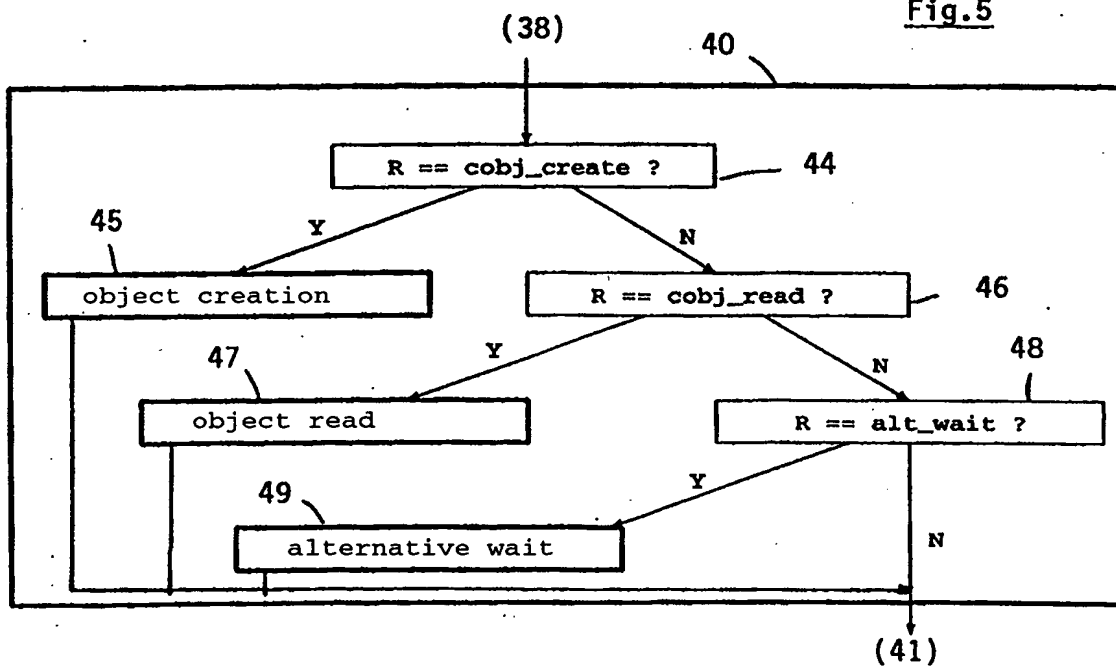 Fig.5
(38)
40
R == cobj_create ?
44
45
Y
N
object creation
R == cobj_read ?
46
47
Y
N
48
object read
R == alt_wait ?
49
Y
alternative wait
N
(41)